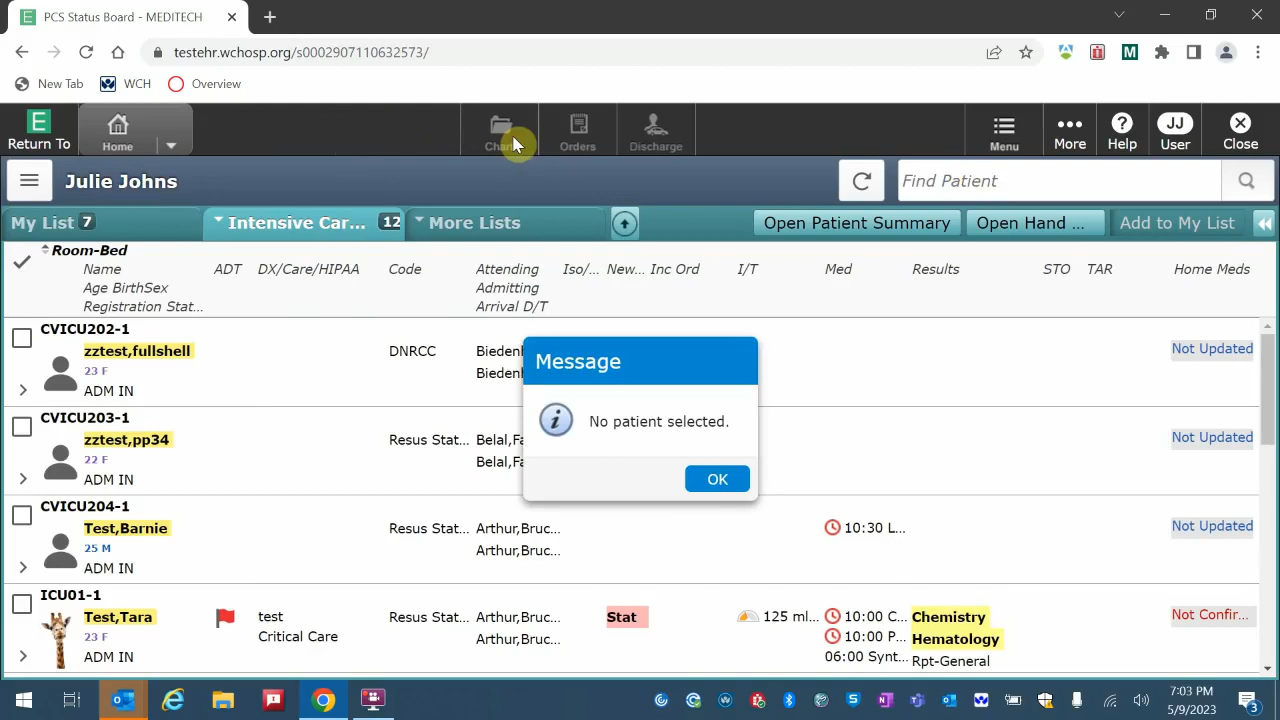 PCS Status Board - MEDITECH
testehr.wchosp.org/s0002907110632573/
New Tab WCH Overview
Return To Home Orders Discharge Menu More Help JJ User Close
Julie Johns Find Patient
My List 7 Intensive Car... 12 More Lists Open Patient Summary Open Hand ... Add to My List
Room-Bed
Name ADT DX/Care/HIPAA Code Attending Iso/... New... Inc Ord I/T Med Results STO TAR Home Meds
Age BirthSex Admitting
Registration Stat... Arrival D/T
CVICU202-1
zztest,fullshell DNRCC Not Updated
23 F
ADM IN
Message
No patient selected.
OK
CVICU203-1
zztest,pp34 Resus Stat... Belal,Fa Not Updated
22 F Belal,Fa
ADM IN
CVICU204-1
Test,Barnie Resus Stat... Arthur,Bruc... 10:30 L... Not Updated
25 M Arthur,Bruc...
ADM IN
ICU01-1
Test,Tara test Resus Stat... Arthur,Bruc... Stat 125 ml... 10:00 C... Chemistry Not Confir...
23 F Critical Care Arthur,Bruc... 10:00 P... Hematology
ADM IN 06:00 Synt... Rpt-General
7:03 PM
5/9/2023
3